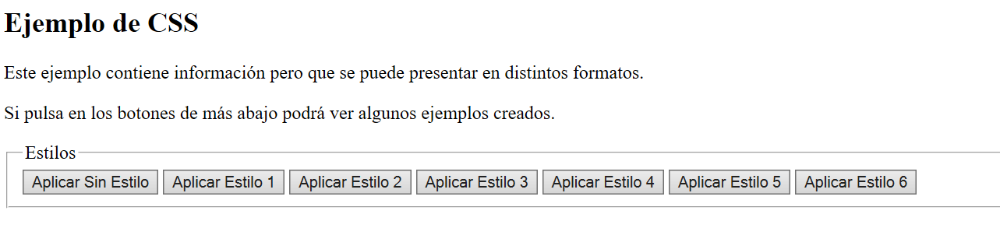 Ejemplo de CSS
Este ejemplo contiene información pero que se puede presentar en distintos formatos.
Si pulsa en los botones de más abajo podrá ver algunos ejemplos creados.
Estilos
Aplicar Sin Estilo Aplicar Estilo 1 Aplicar Estilo 2 Aplicar Estilo 3 Aplicar Estilo 4 Aplicar Estilo 5 Aplicar Estilo 6